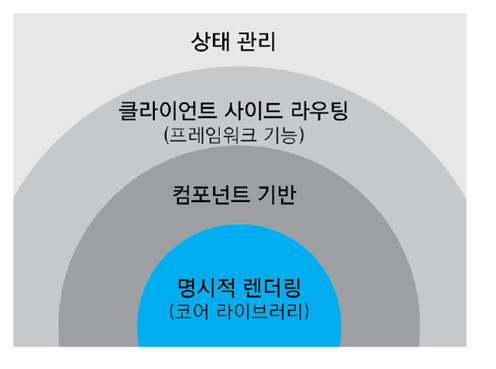 상태 관리
클라이언트 사이드 라우팅
(프레임워크 기능)
컴포넌트 기반
명시적 렌더링
(코어 라이브러리)